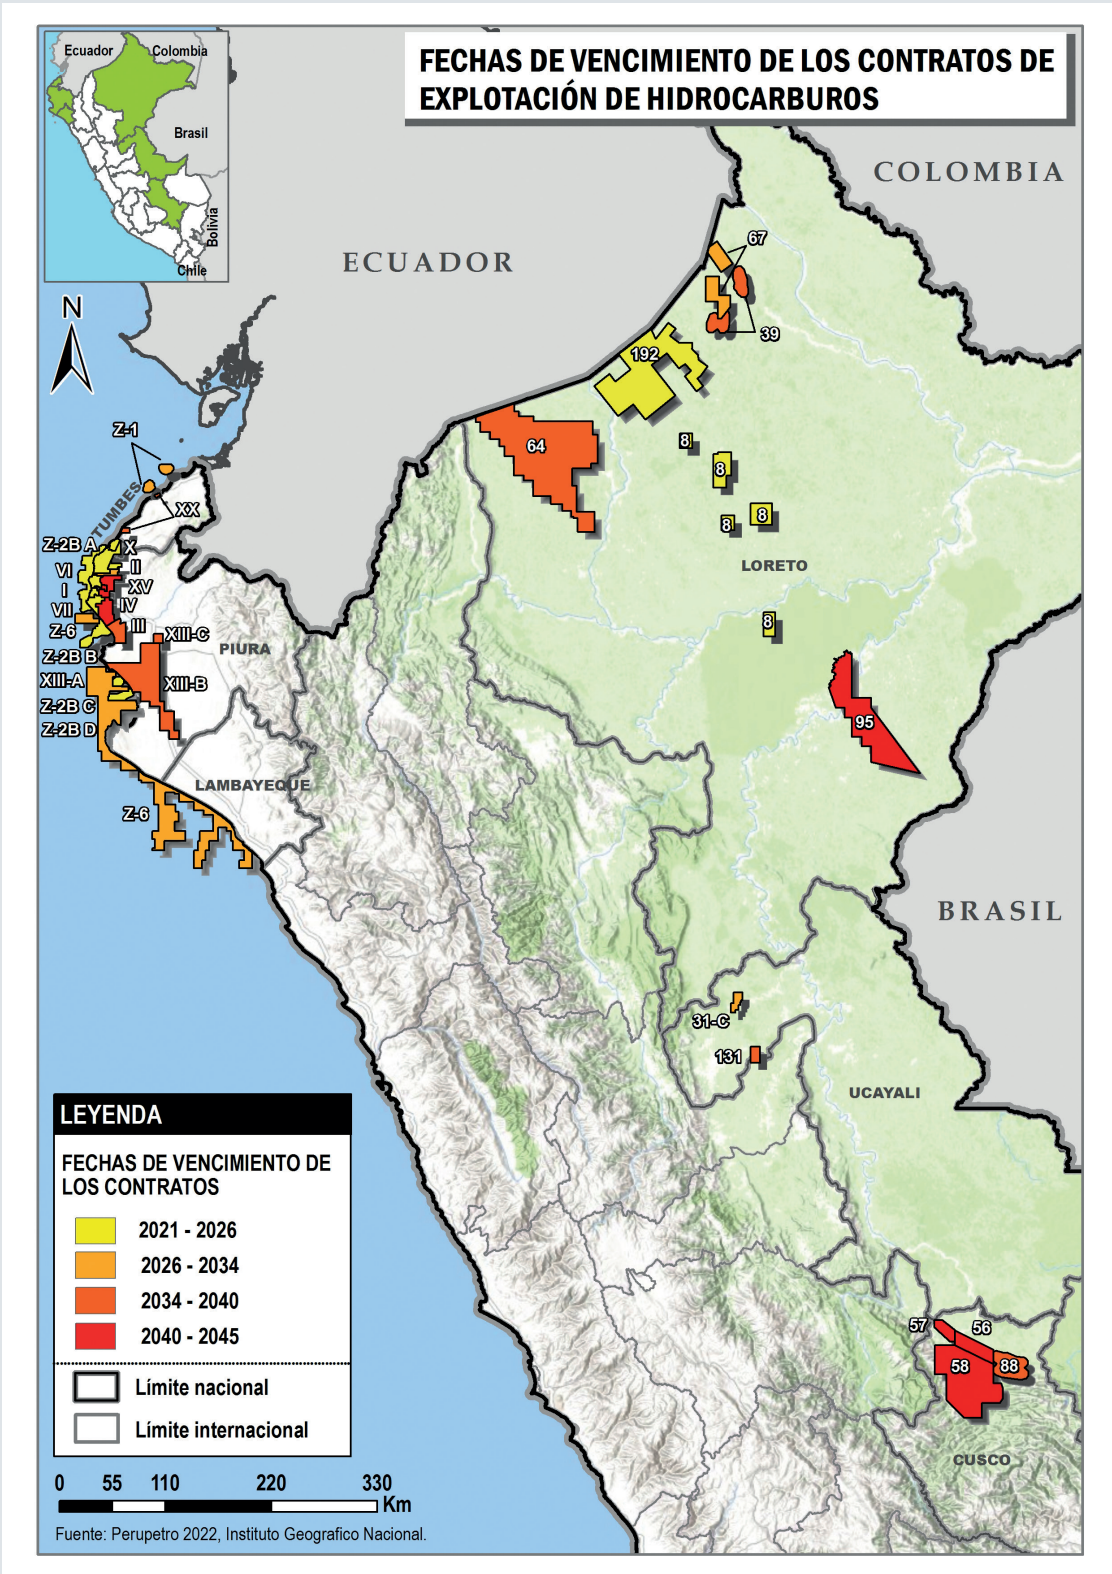 FECHAS DE VENCIMIENTO DE LOS CONTRATOS DE
EXPLOTACIÓN DE HIDROCARBUROS
Ecuador
Colombia
Brasil
Bolivia
Chile
N
COLOMBIA
ECUADOR
BRASIL
67
39
192
64
8
8
8
8
8
LORETO
95
Z-1
TUMBES
XX
Z-2B A
X
VI
II
I
XV
VII
IV
Z-6
III
Z-2B B
XIII-C
PIURA
XIII-A
XIII-B
Z-2B C
Z-2B D
LAMBAYEQUE
Z-6
31-C
131
UCAYALI
57
56
58
88
CUSCO
LEYENDA
FECHAS DE VENCIMIENTO DE
LOS CONTRATOS
2021 - 2026
2026 - 2034
2034 - 2040
2040 - 2045
Límite nacional
Límite internacional
0 55 110 220 330
Km
Fuente: Perupetro 2022, Instituto Geografico Nacional.